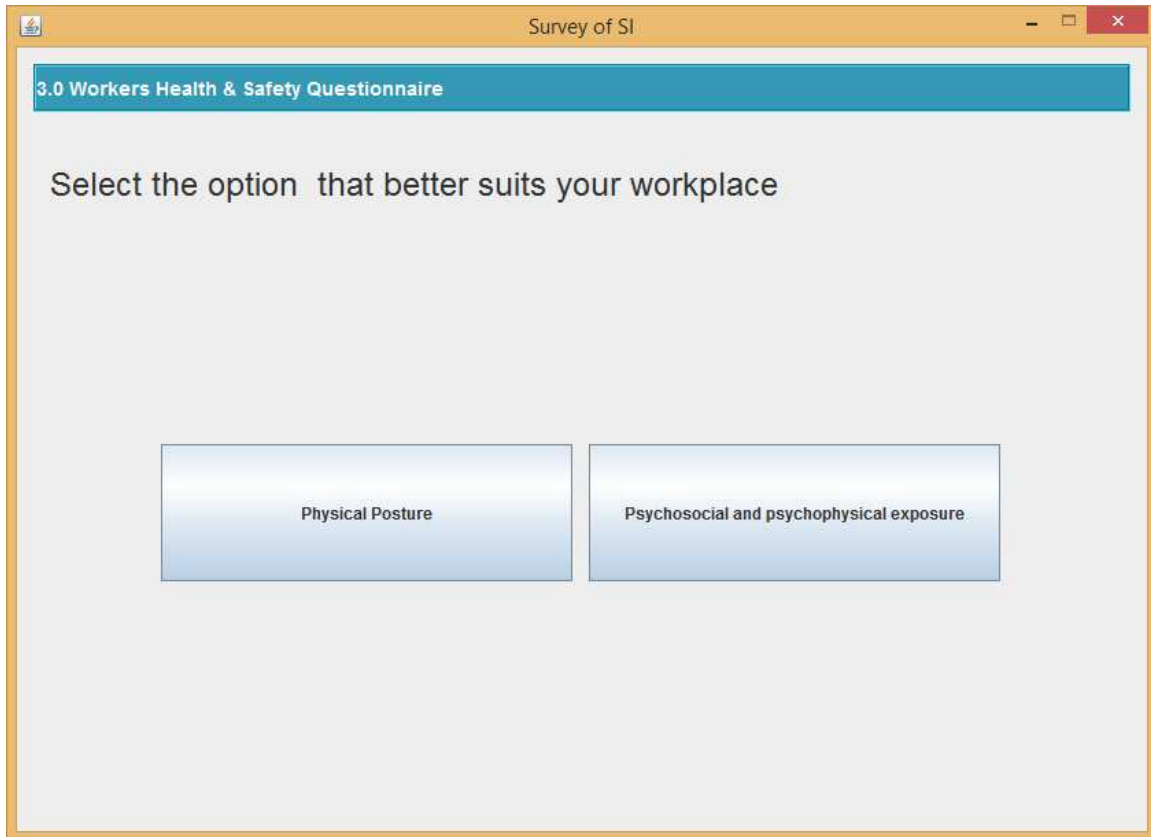 Survey of SI
3.0 Workers Health & Safety Questionnaire
Select the option  that better suits your workplace
Physical Posture
Psychosocial and psychophysical exposure